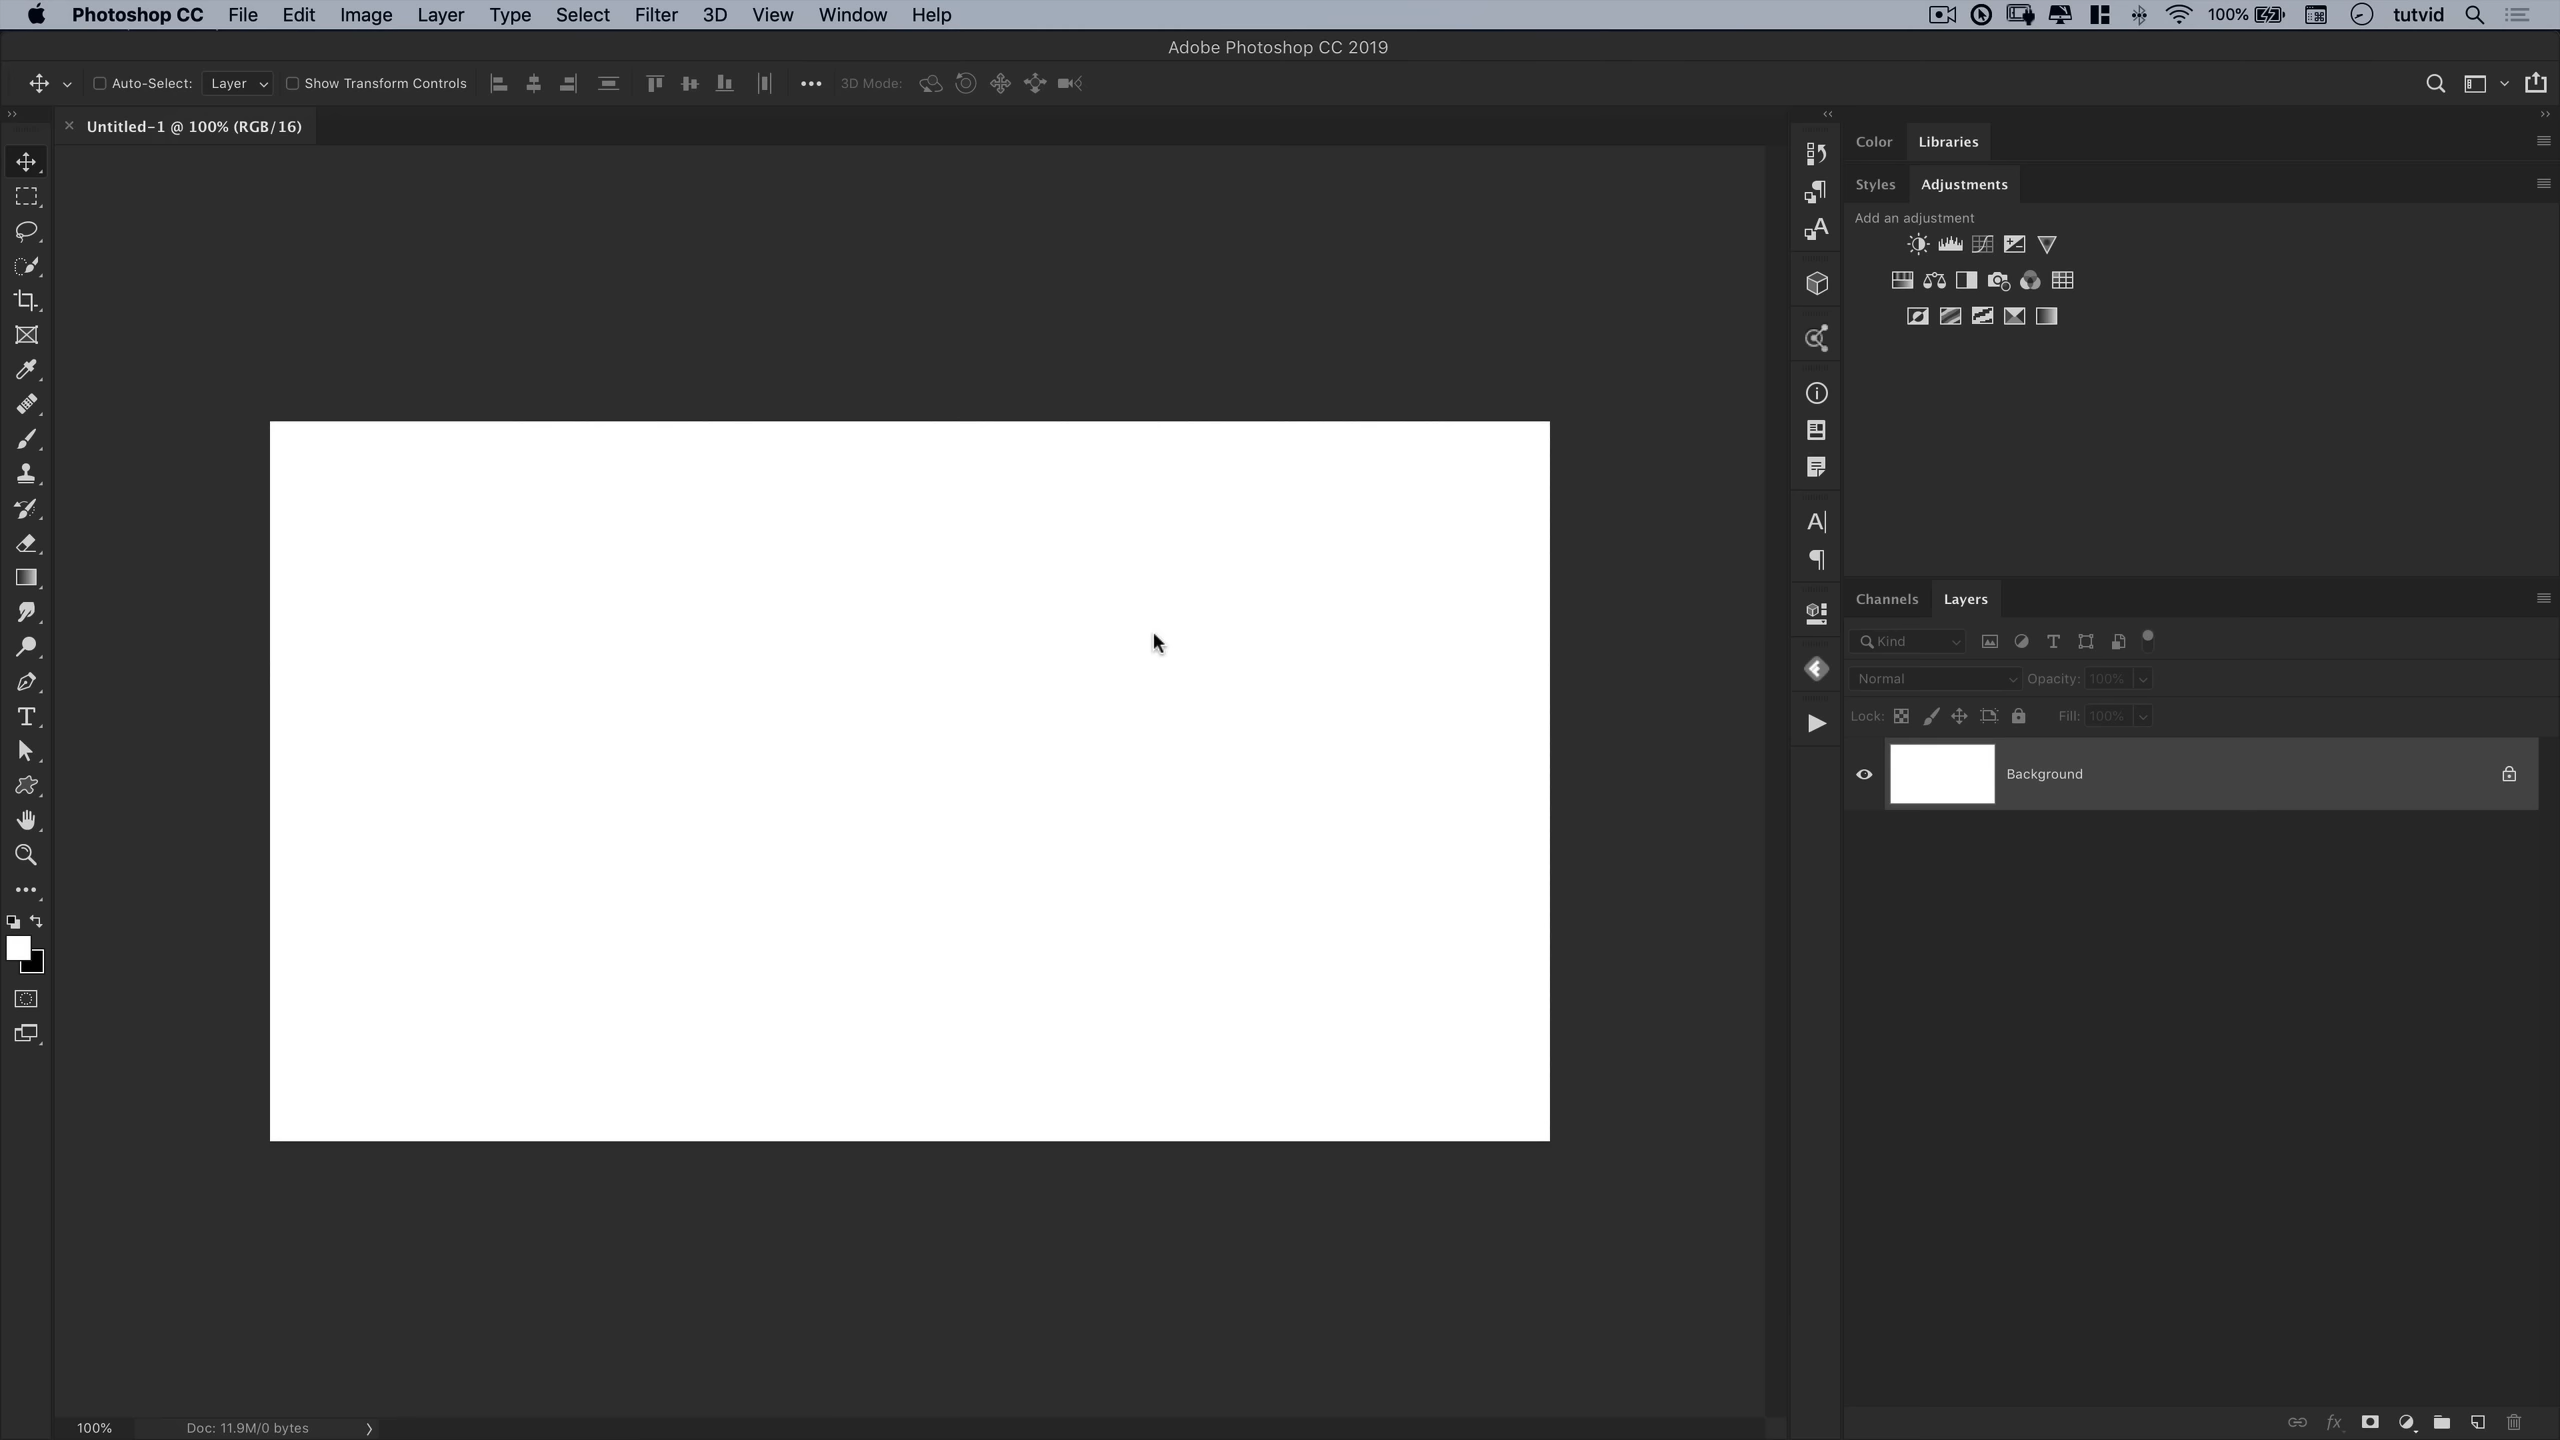 Photoshop CC File Edit Image Layer Type Select Filter 3D View Window Help 100% tutvid
Adobe Photoshop CC 2019
Auto-Select: Layer Show Transform Controls 3D Mode:
Untitled-1 @ 100% (RGB/16)
Color Libraries
Styles Adjustments
Add an adjustment
Channels Layers
Kind
Normal Opacity: 100%
Lock: Fill: 100%
Background
100% Doc: 11.9M/0 bytes
fx